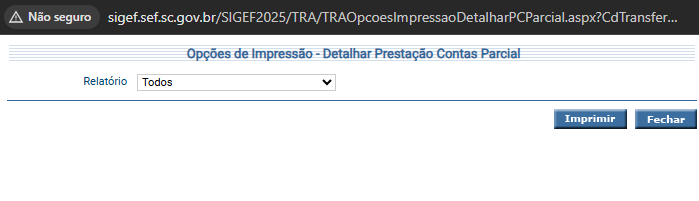 Não seguro sigef.sef.sc.gov.br/SIGEF2025/TRA/TRAOpcoesImpressaoDetalharPCParcial.aspx?CdTransfer...
Opções de Impressão - Detalhar Prestação Contas Parcial
Relatório Todos
Imprimir Fechar